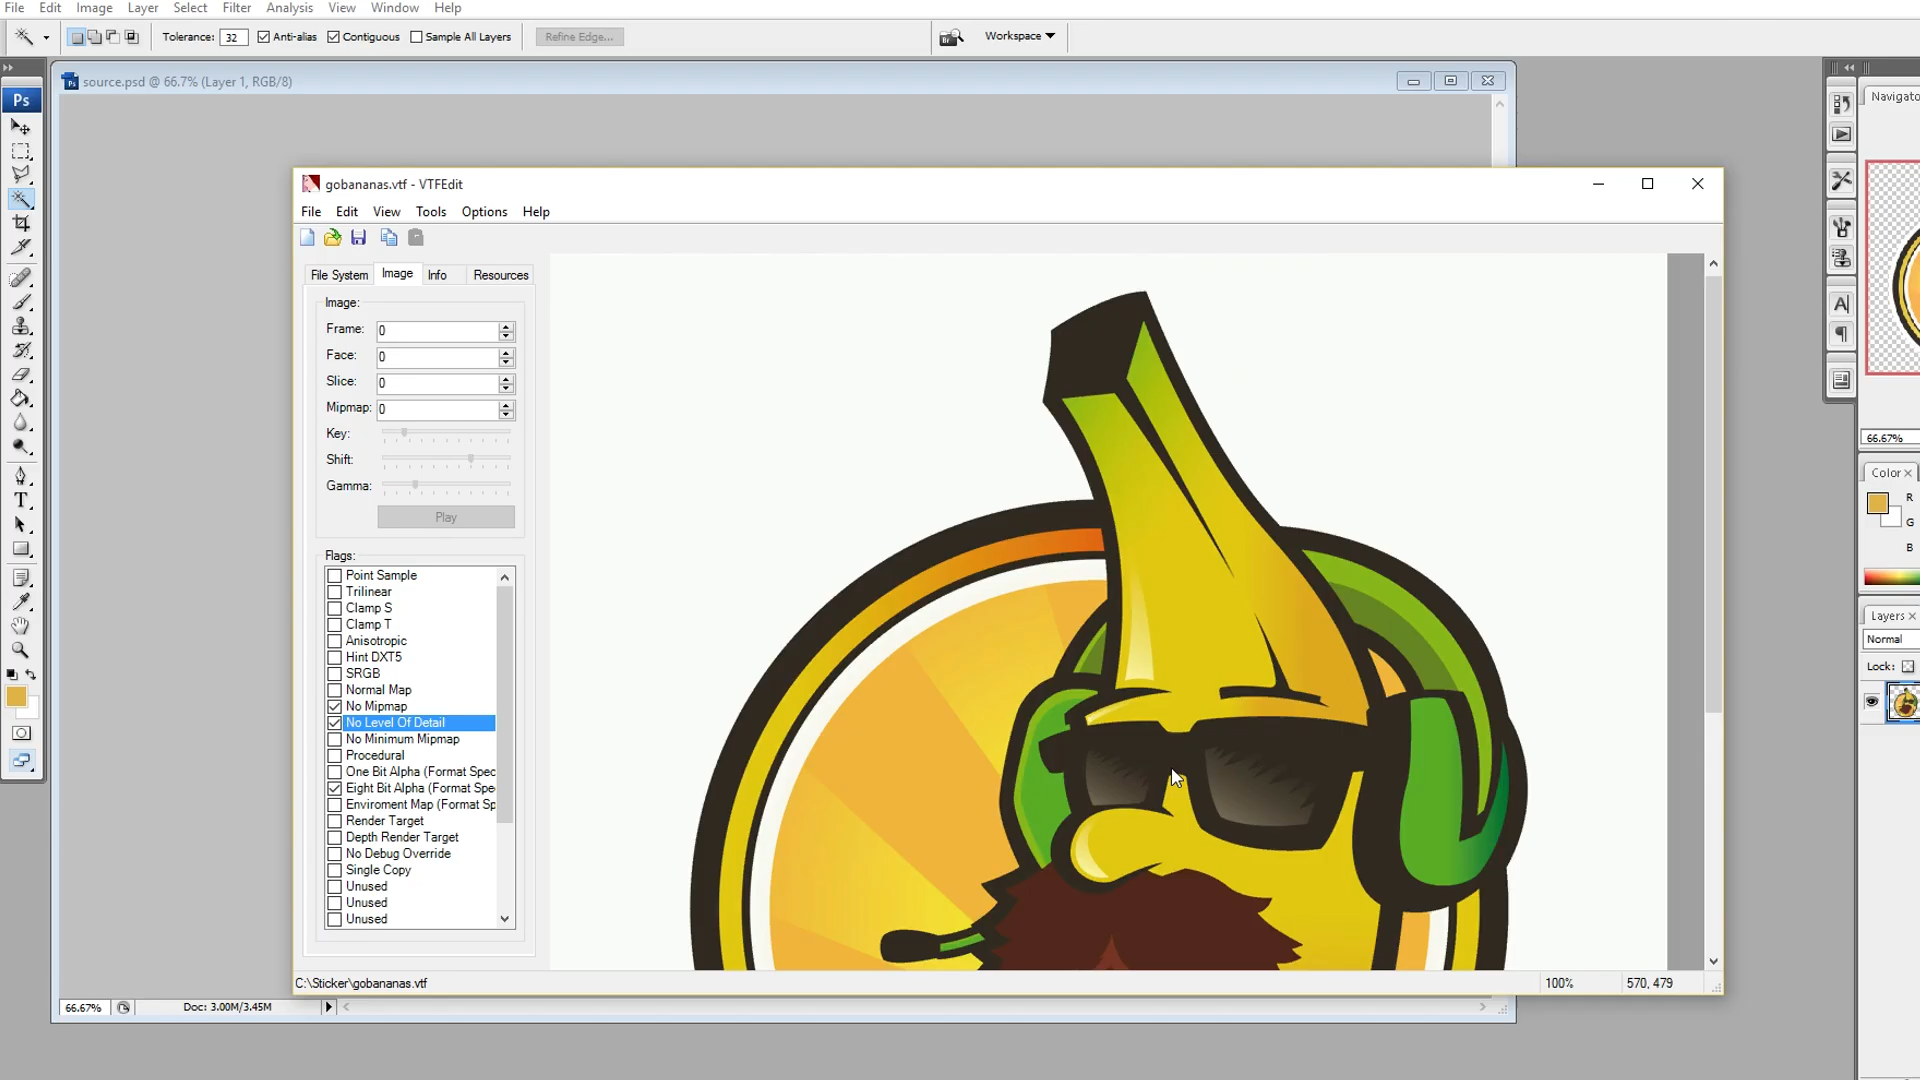 File Edit Image Layer Select Filter Analysis View Window Help
Tolerance: 32 Anti-alias Contiguous Sample All Layers Refine Edge... Br Workspace
Ps source.psd @ 66.7% (Layer 1, RGB/8)
Ps
Navigato
gobananas.vtf - VTFEdit
File Edit View Tools Options Help
File System Image Info Resources
Image:
Frame: 0
Face: 0
Slice: 0
Mipmap: 0
Key:
Shift:
Gamma:
Play
Flags:
Point Sample
Trilinear
Clamp S
Clamp T
Anisotropic
Hint DXT5
SRGB
Normal Map
No Mipmap
No Level Of Detail
No Minimum Mipmap
Procedural
One Bit Alpha (Format Spec
Eight Bit Alpha (Format Spe
Enviroment Map (Format Sp
Render Target
Depth Render Target
No Debug Override
Single Copy
Unused
Unused
Unused
C:\Sticker\gobananas.vtf 100% 570, 479
66.67% Doc: 3.00M/3.45M
66.67%
Color
R
G
B
Layers
Normal
Lock: